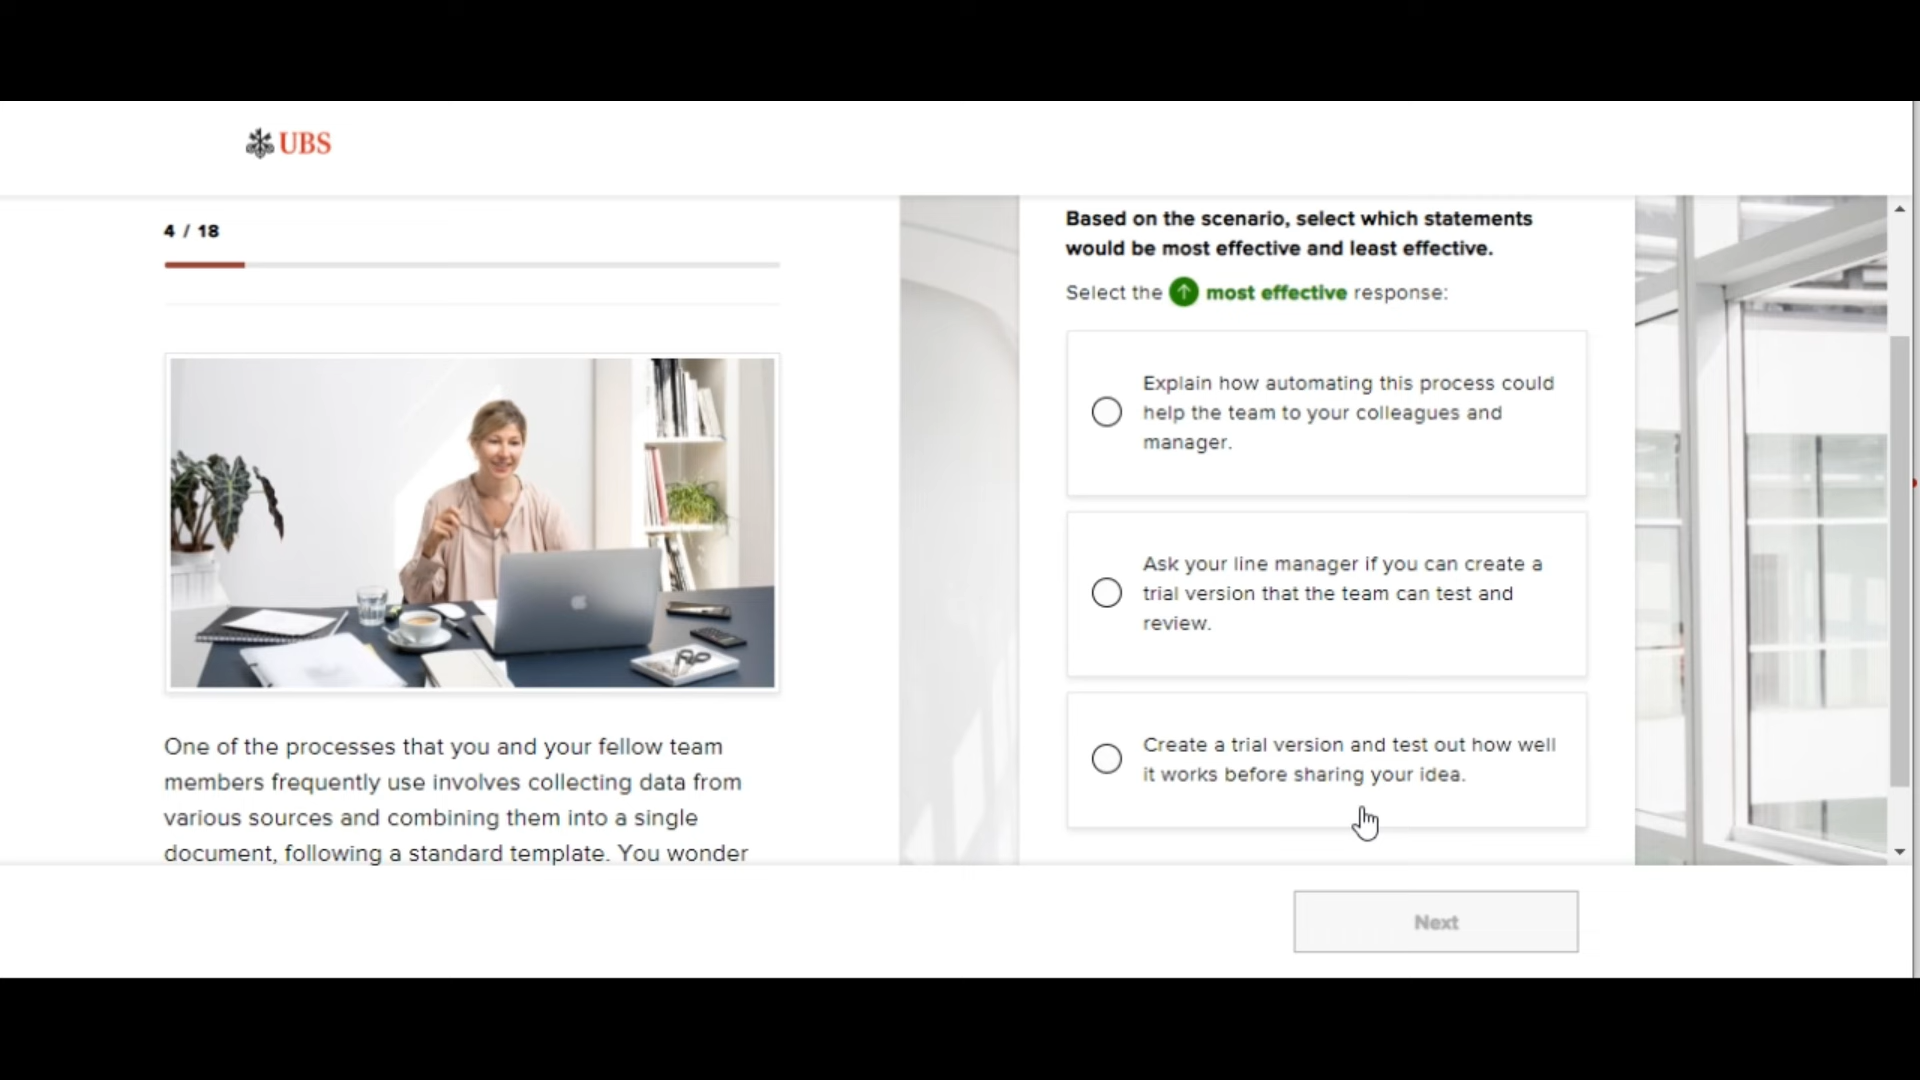 UBS
4 / 18
One of the processes that you and your fellow team
members frequently use involves collecting data from
various sources and combining them into a single
document, following a standard template. You wonder
Based on the scenario, select which statements
would be most effective and least effective.
Select the most effective response:
Explain how automating this process could
help the team to your colleagues and
manager.
Ask your line manager if you can create a
trial version that the team can test and
review.
Create a trial version and test out how well
it works before sharing your idea.
Next